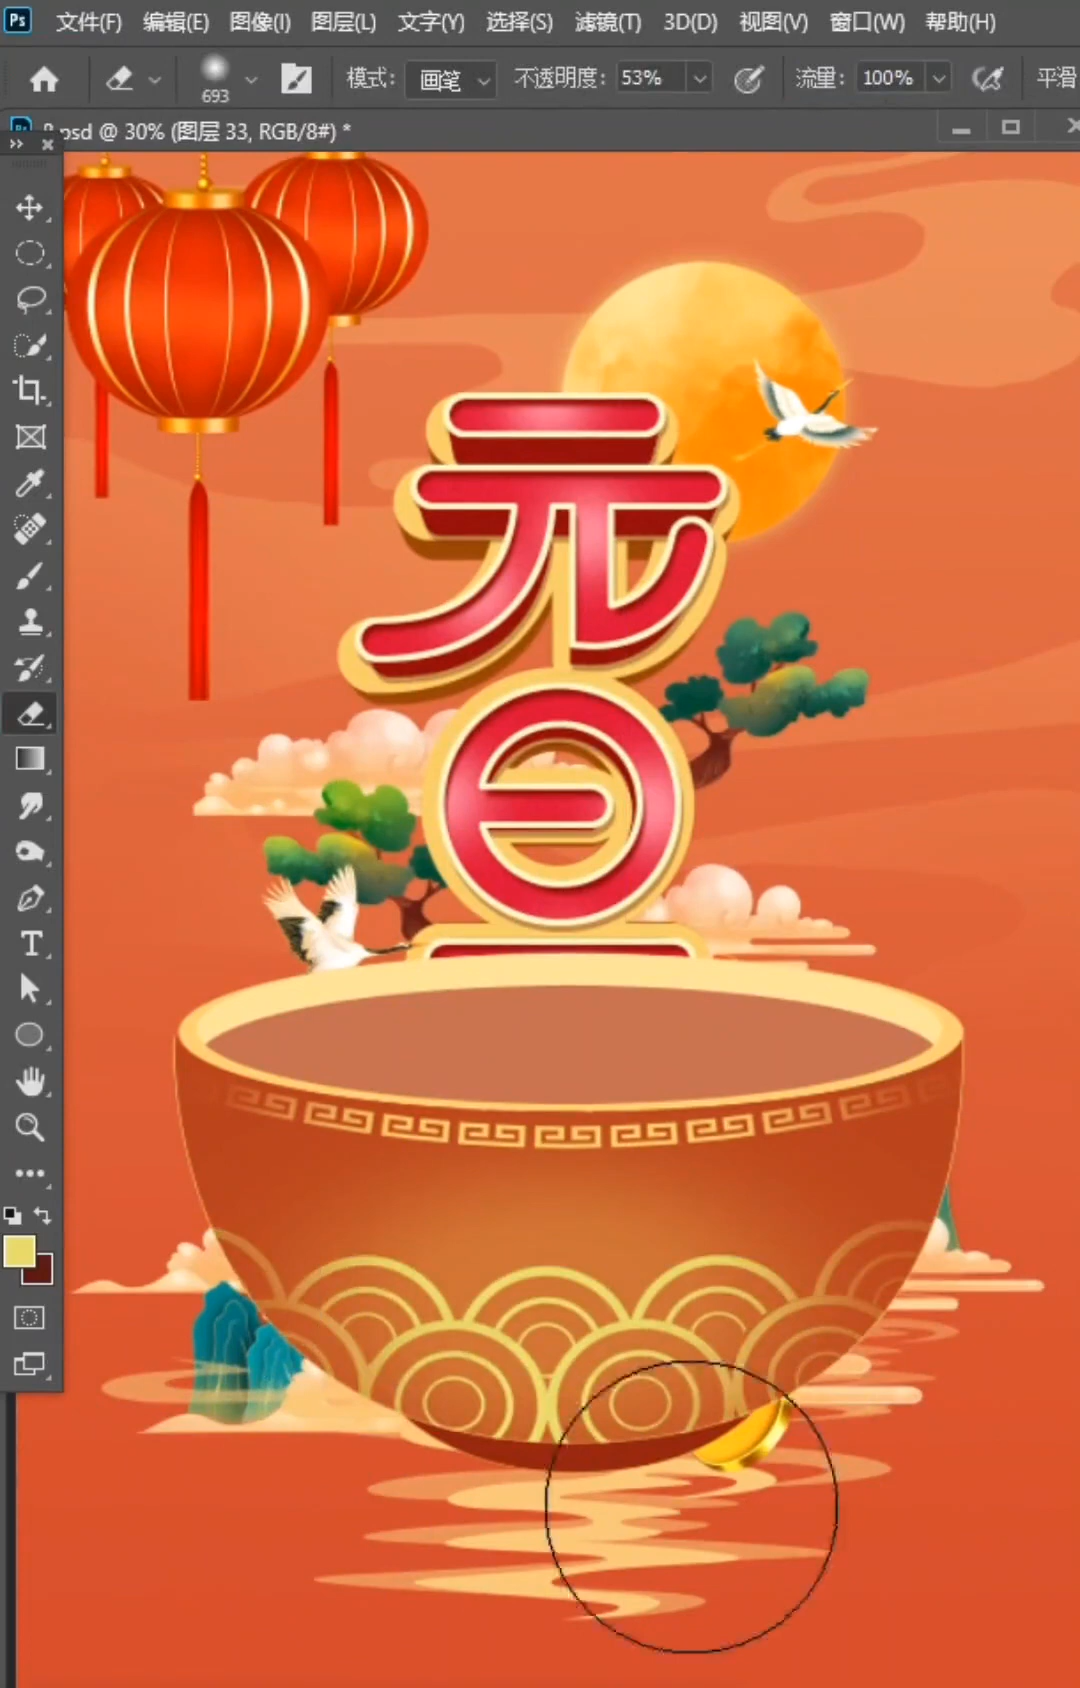 Ps 文件(F) 编辑(E) 图像(I) 图层(L) 文字(Y) 选择(S) 滤镜(T) 3D(D) 视图(V) 窗口(W) 帮助(H)
693 模式： 画笔 不透明度： 53% 流量： 100% 平滑
.psd @ 30% (图层 33, RGB/8#) *
元
旦